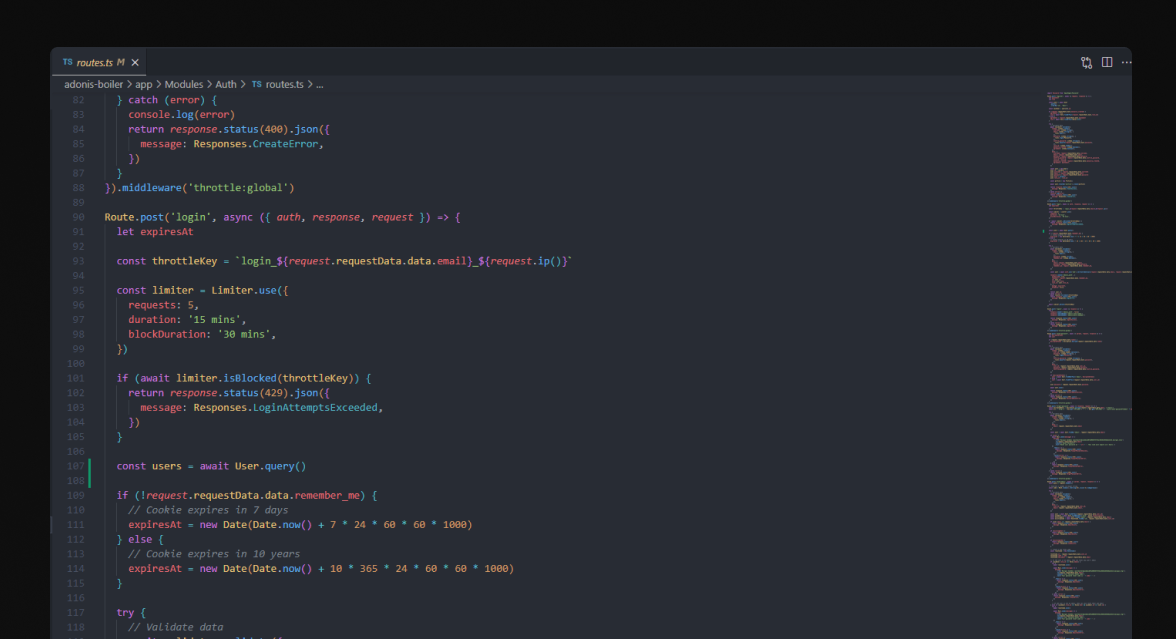 TS routes.ts M ×
adonis-boiler > app > Modules > Auth > TS routes.ts > ...
82 } catch (error) {
83 console.log(error)
84 return response.status(400).json({
85 message: Responses.CreateError,
86 })
87 }
88 }).middleware('throttle:global')
89
90 Route.post('login', async ({ auth, response, request }) => {
91 let expiresAt
92
93 const throttleKey = `login_${request.requestData.data.email}_${request.ip()}`
94
95 const limiter = Limiter.use({
96 requests: 5,
97 duration: '15 mins',
98 blockDuration: '30 mins',
99 })
100
101 if (await limiter.isBlocked(throttleKey)) {
102 return response.status(429).json({
103 message: Responses.LoginAttemptsExceeded,
104 })
105 }
106
107 const users = await User.query()
108
109 if (!request.requestData.data.remember_me) {
110 // Cookie expires in 7 days
111 expiresAt = new Date(Date.now() + 7 * 24 * 60 * 60 * 1000)
112 } else {
113 // Cookie expires in 10 years
114 expiresAt = new Date(Date.now() + 10 * 365 * 24 * 60 * 60 * 1000)
115 }
116
117 try {
118 // Validate data